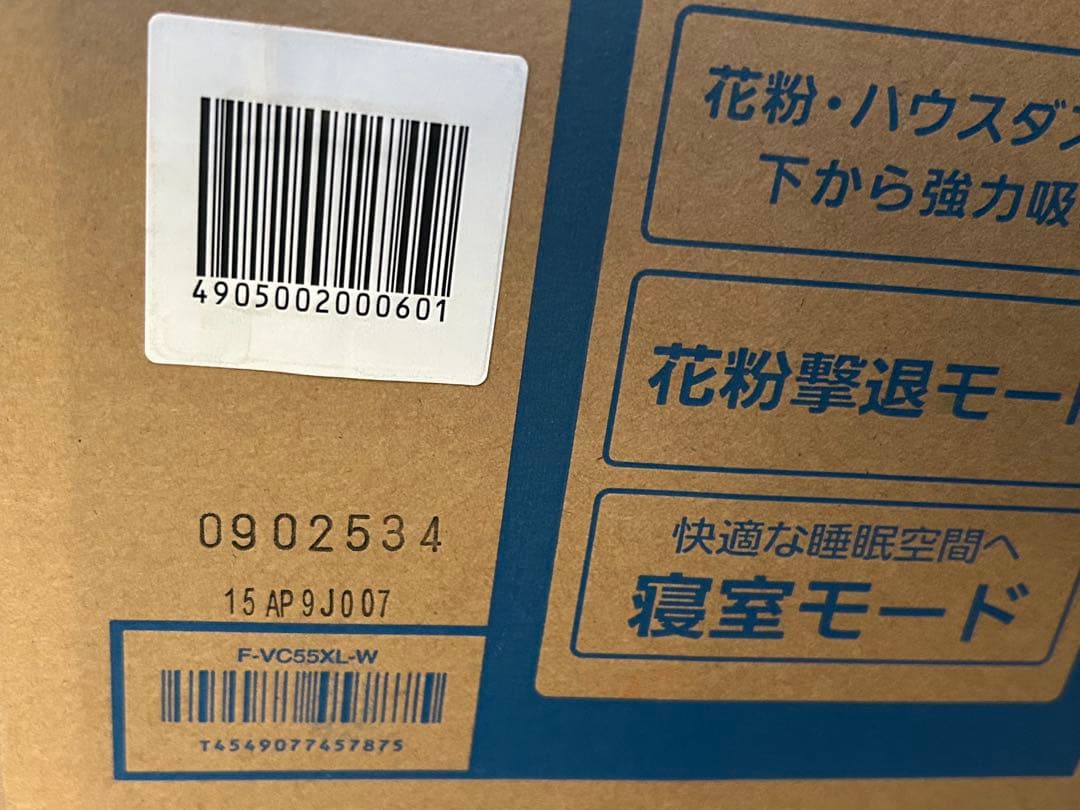 4905002000601
花粉・ハウスダス
下から強力吸
花粉撃退モード
快適な睡眠空間へ
寝室モード
0902534
15 AP 9J007
F-VC55XL-W
T4549077457875